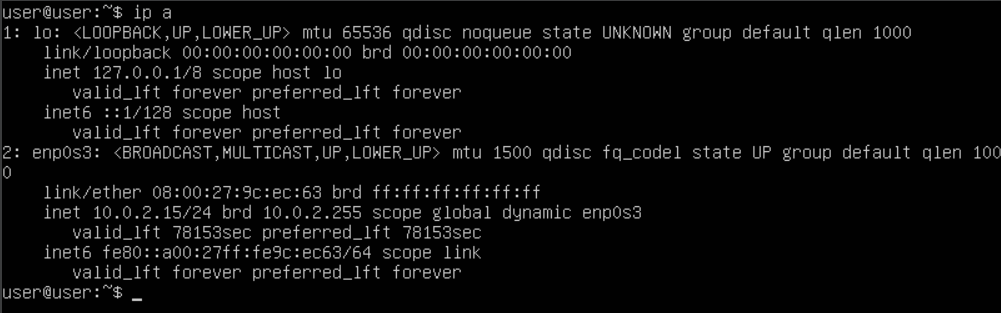 user@user:~$ ip a
1: lo: <LOOPBACK,UP,LOWER_UP> mtu 65536 qdisc noqueue state UNKNOWN group default qlen 1000
    link/loopback 00:00:00:00:00:00 brd 00:00:00:00:00:00
    inet 127.0.0.1/8 scope host lo
       valid_lft forever preferred_lft forever
    inet6 ::1/128 scope host
       valid_lft forever preferred_lft forever
2: enp0s3: <BROADCAST,MULTICAST,UP,LOWER_UP> mtu 1500 qdisc fq_codel state UP group default qlen 100
0
    link/ether 08:00:27:9c:ec:63 brd ff:ff:ff:ff:ff:ff
    inet 10.0.2.15/24 brd 10.0.2.255 scope global dynamic enp0s3
       valid_lft 78153sec preferred_lft 78153sec
    inet6 fe80::a00:27ff:fe9c:ec63/64 scope link
       valid_lft forever preferred_lft forever
user@user:~$ _